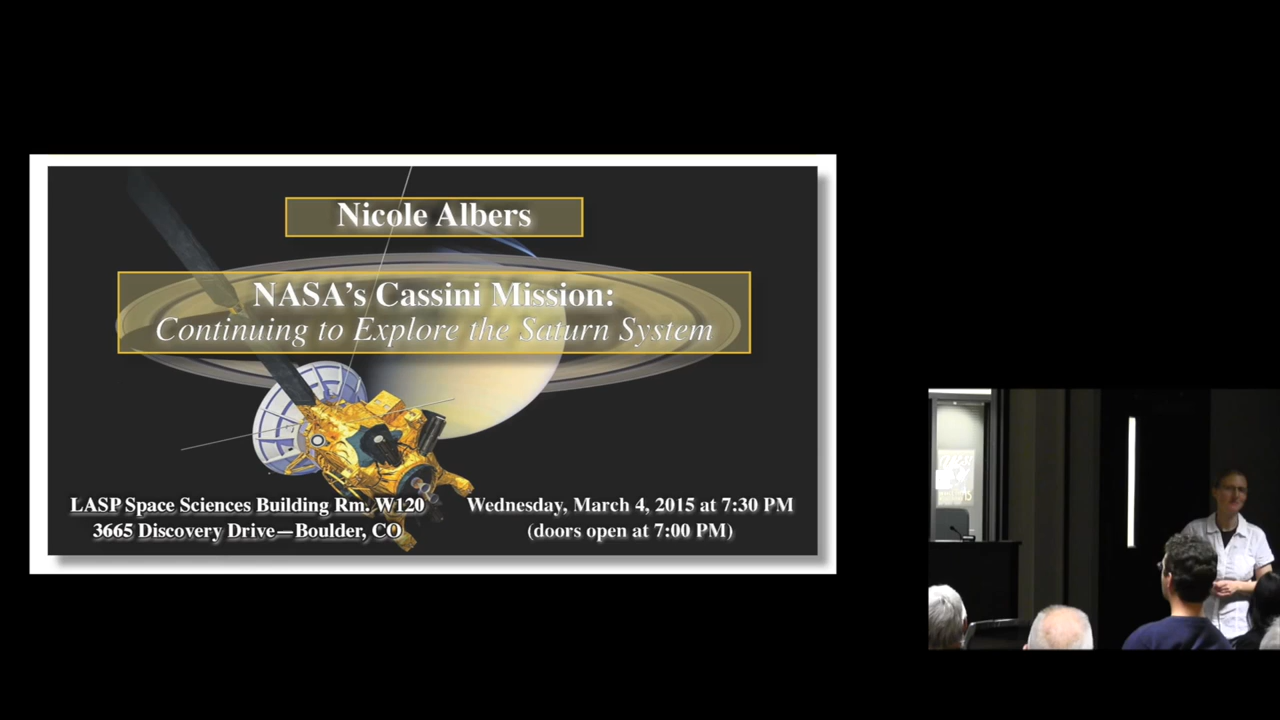 Nicole Albers
NASA's Cassini Mission:
Continuing to Explore the Saturn System
LASP Space Sciences Building Rm. W120
3665 Discovery Drive—Boulder, CO
Wednesday, March 4, 2015 at 7:30 PM
(doors open at 7:00 PM)